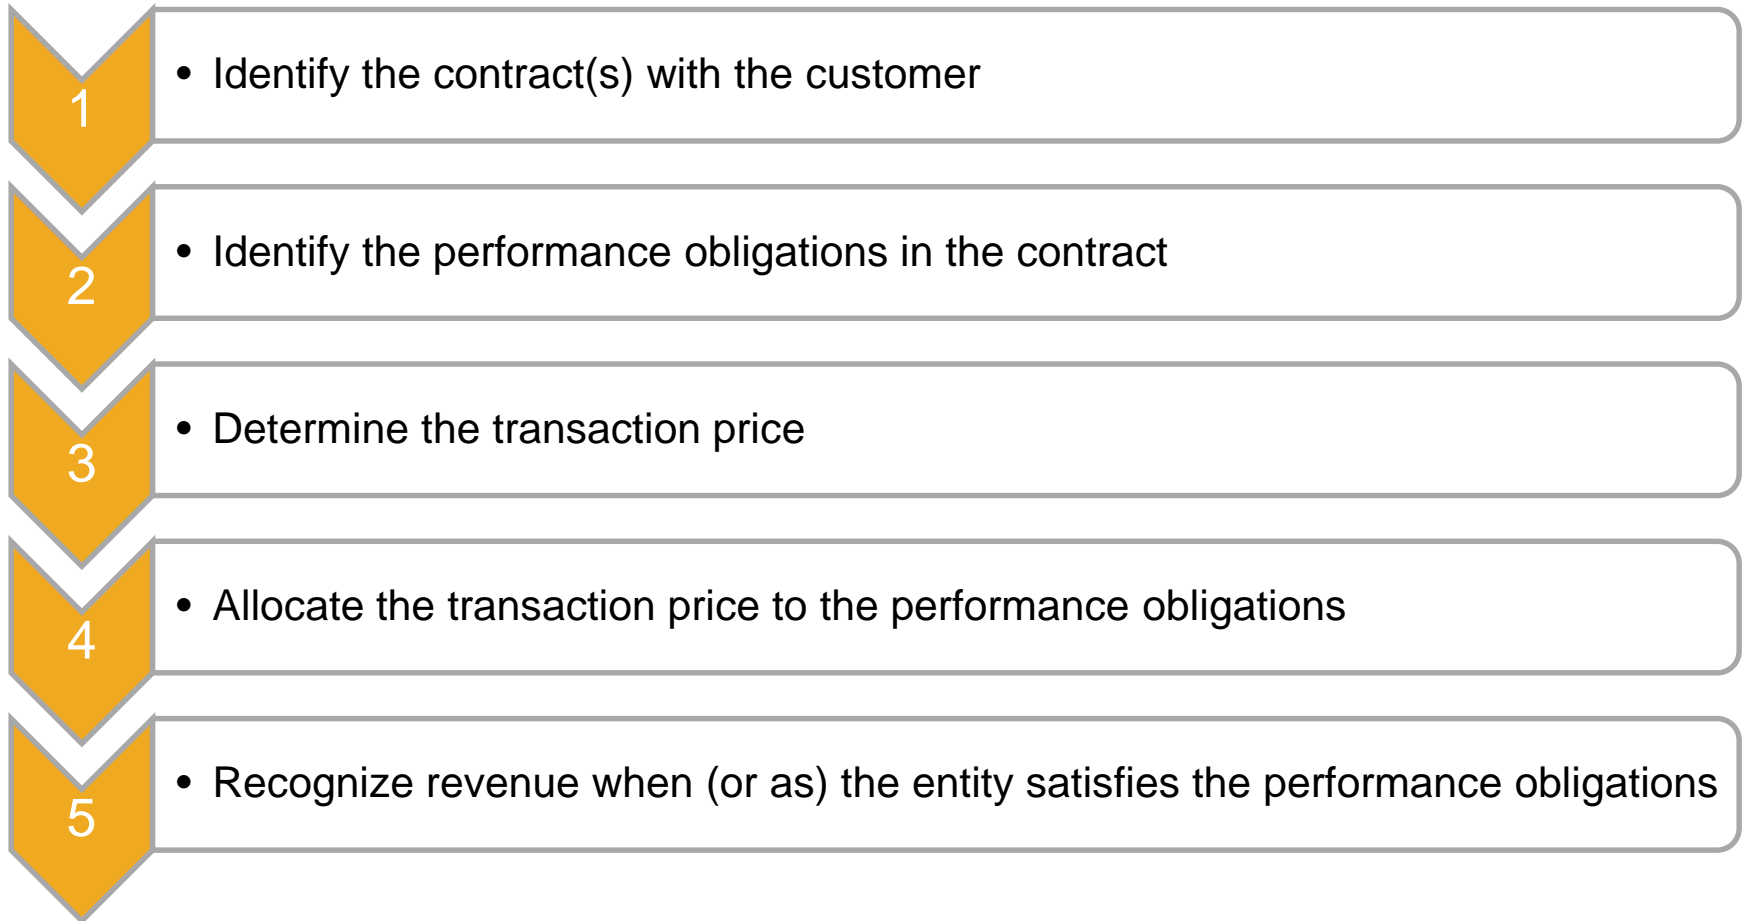 1
• Identify the contract(s) with the customer
2
• Identify the performance obligations in the contract
3
• Determine the transaction price
4
• Allocate the transaction price to the performance obligations
5
• Recognize revenue when (or as) the entity satisfies the performance obligations